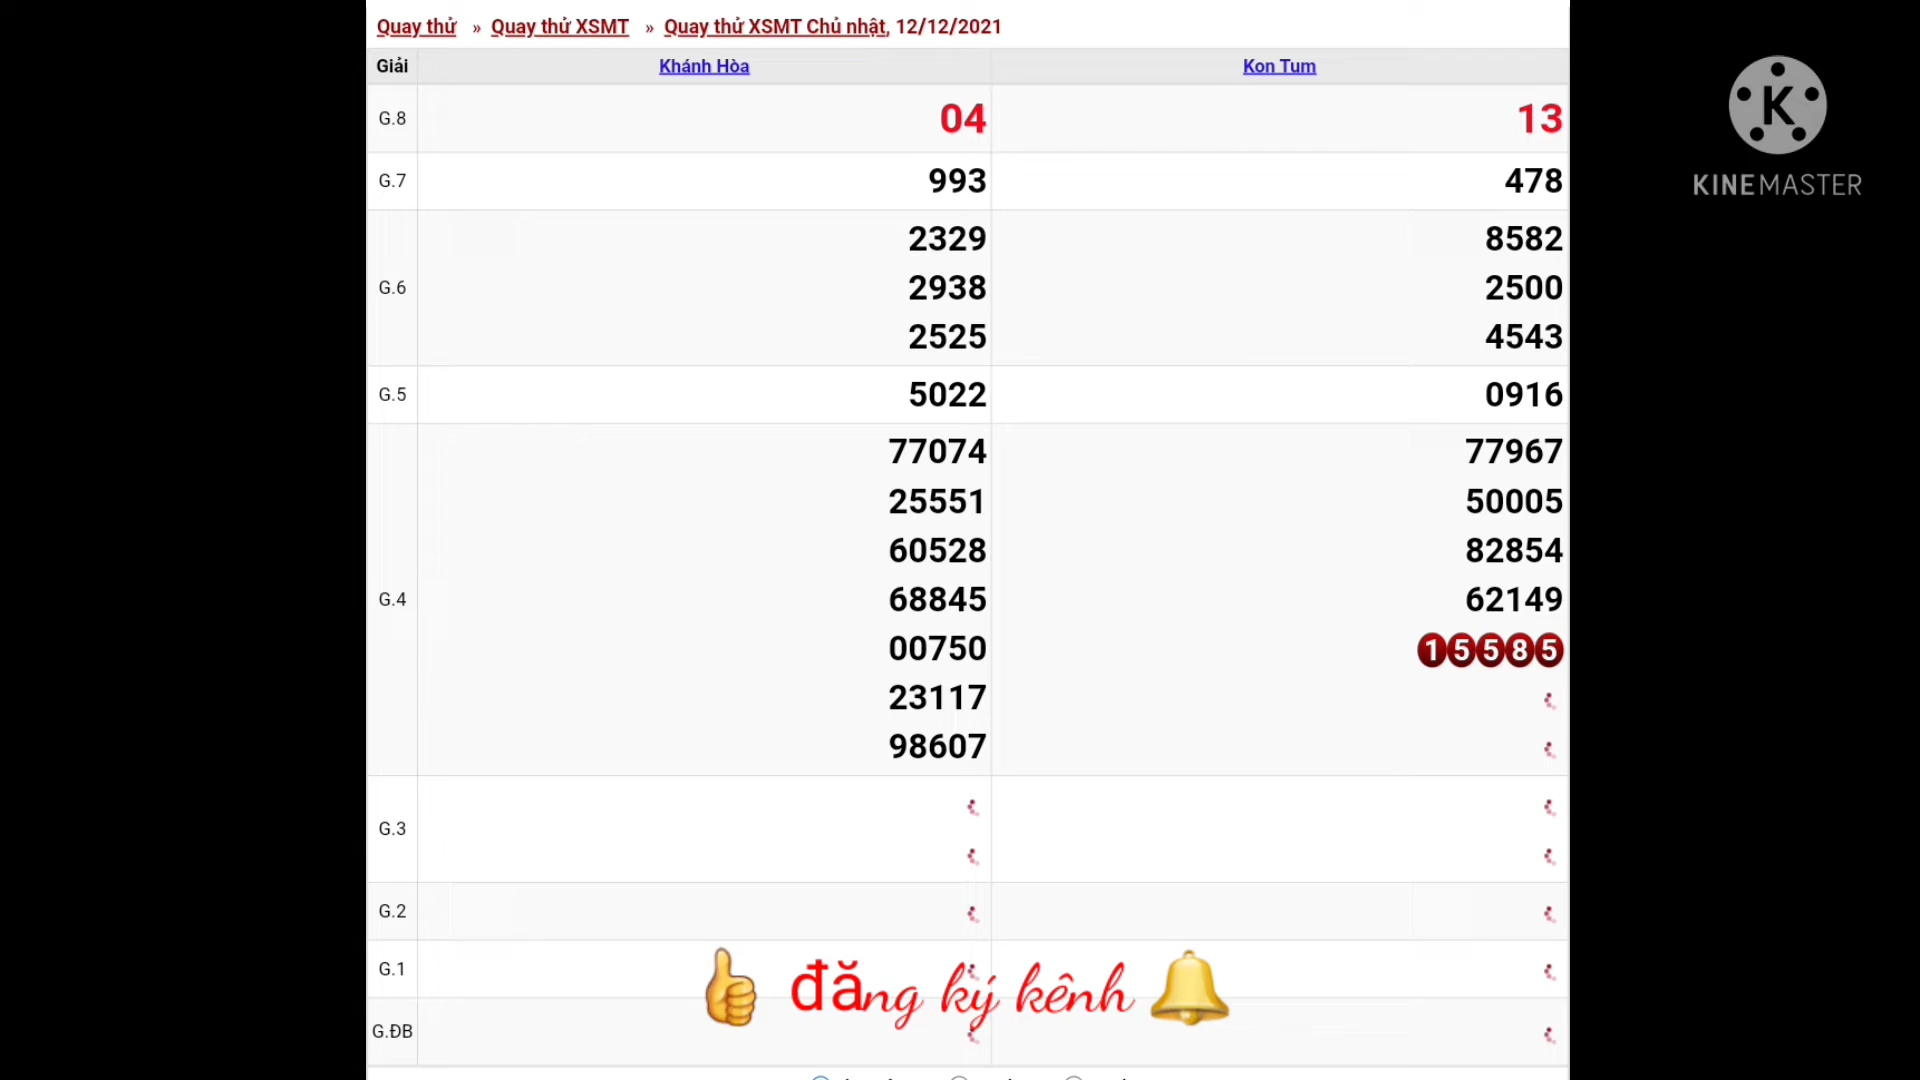 Quay thử » Quay thử XSMT » Quay thử XSMT Chủ nhật, 12/12/2021
Giải Khánh Hòa Kon Tum
G.8 04 13
G.7 993 478
G.6 2329 8582
2938 2500
2525 4543
G.5 5022 0916
G.4 77074 77967
25551 50005
60528 82854
68845 62149
00750 15585
23117
98607
G.3
G.2
G.1
đăng ký kênh
G.ĐB
K
KINEMASTER